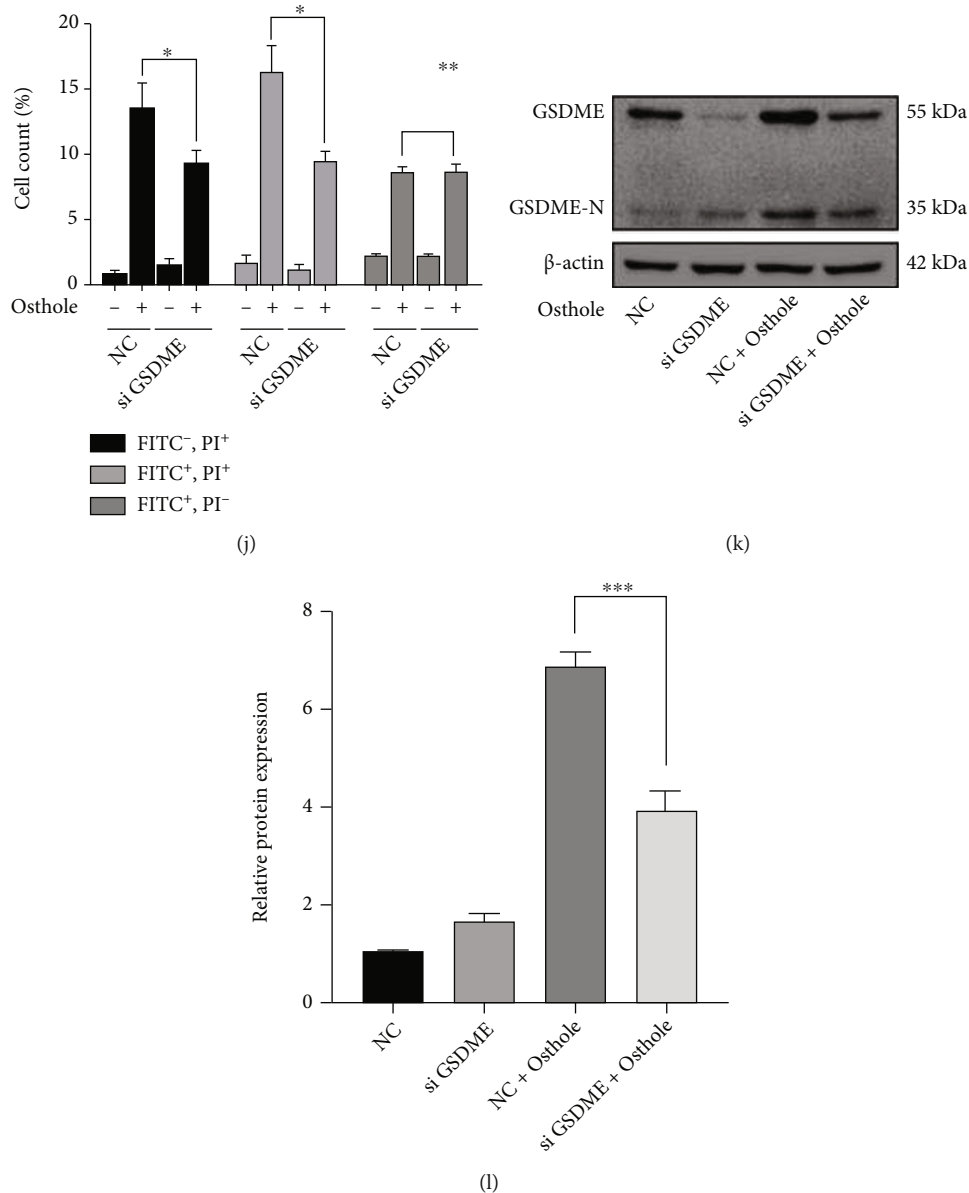 20
15
10
5
0
Cell count (%)
*
*
**
Osthole
– + – +
– + – +
– + – +
NC
si GSDME
NC
si GSDME
NC
si GSDME
FITC⁻, PI⁺
FITC⁺, PI⁺
FITC⁺, PI⁻
(j)
GSDME
55 kDa
GSDME-N
35 kDa
β-actin
42 kDa
Osthole
NC
si GSDME
NC + Osthole
si GSDME + Osthole
(k)
8
6
4
2
0
Relative protein expression
***
NC
si GSDME
NC + Osthole
si GSDME + Osthole
(l)